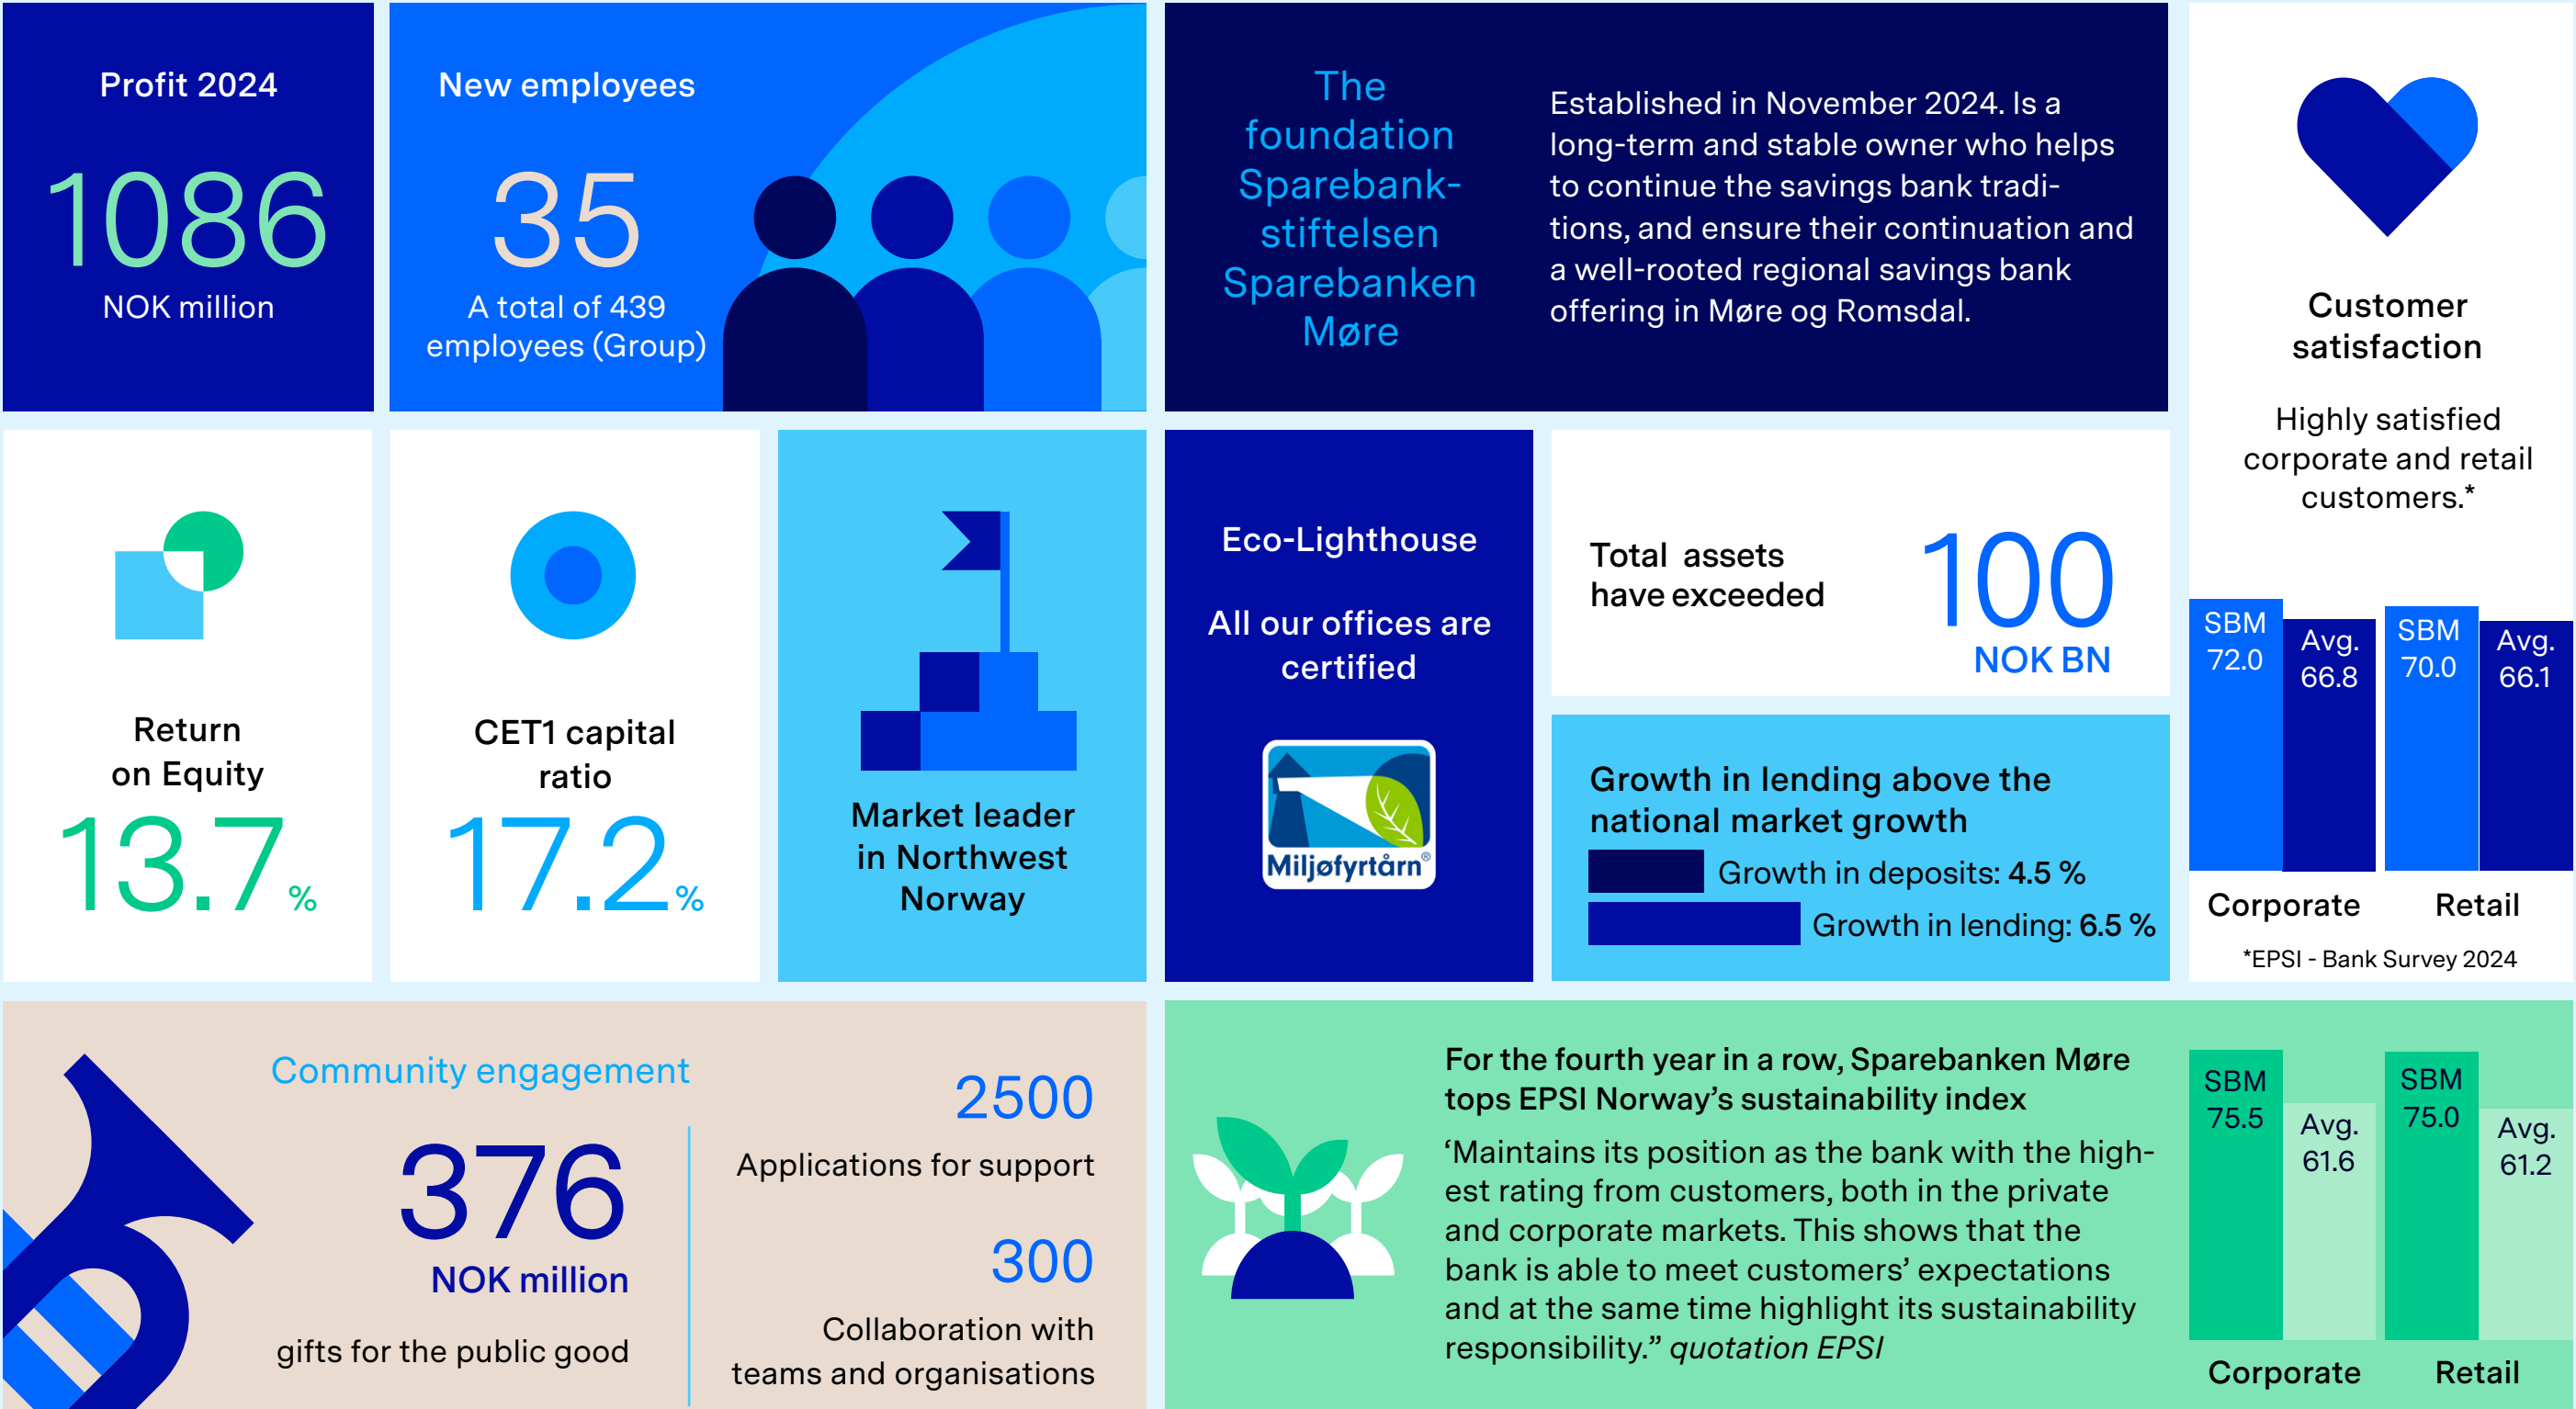 Profit 2024
1086
NOK million
New employees
35
A total of 439
employees (Group)
The
foundation
Sparebank-
stiftelsen
Sparebanken
Møre
Established in November 2024. Is a
long-term and stable owner who helps
to continue the savings bank tradi-
tions, and ensure their continuation and
a well-rooted regional savings bank
offering in Møre og Romsdal.
Customer
satisfaction
Highly satisfied
corporate and retail
customers.*
SBM
72.0
Avg.
66.8
SBM
70.0
Avg.
66.1
Corporate
Retail
*EPSI - Bank Survey 2024
Return
on Equity
13.7 %
CET1 capital
ratio
17.2 %
Market leader
in Northwest
Norway
Eco-Lighthouse
All our offices are
certified
Miljøfyrtårn®
Total assets
have exceeded
100
NOK BN
Growth in lending above the
national market growth
Growth in deposits: 4.5 %
Growth in lending: 6.5 %
Community engagement
376
NOK million
gifts for the public good
2500
Applications for support
300
Collaboration with
teams and organisations
For the fourth year in a row, Sparebanken Møre
tops EPSI Norway’s sustainability index
‘Maintains its position as the bank with the high-
est rating from customers, both in the private
and corporate markets. This shows that the
bank is able to meet customers’ expectations
and at the same time highlight its sustainability
responsibility.” quotation EPSI
SBM
75.5
Avg.
61.6
SBM
75.0
Avg.
61.2
Corporate
Retail